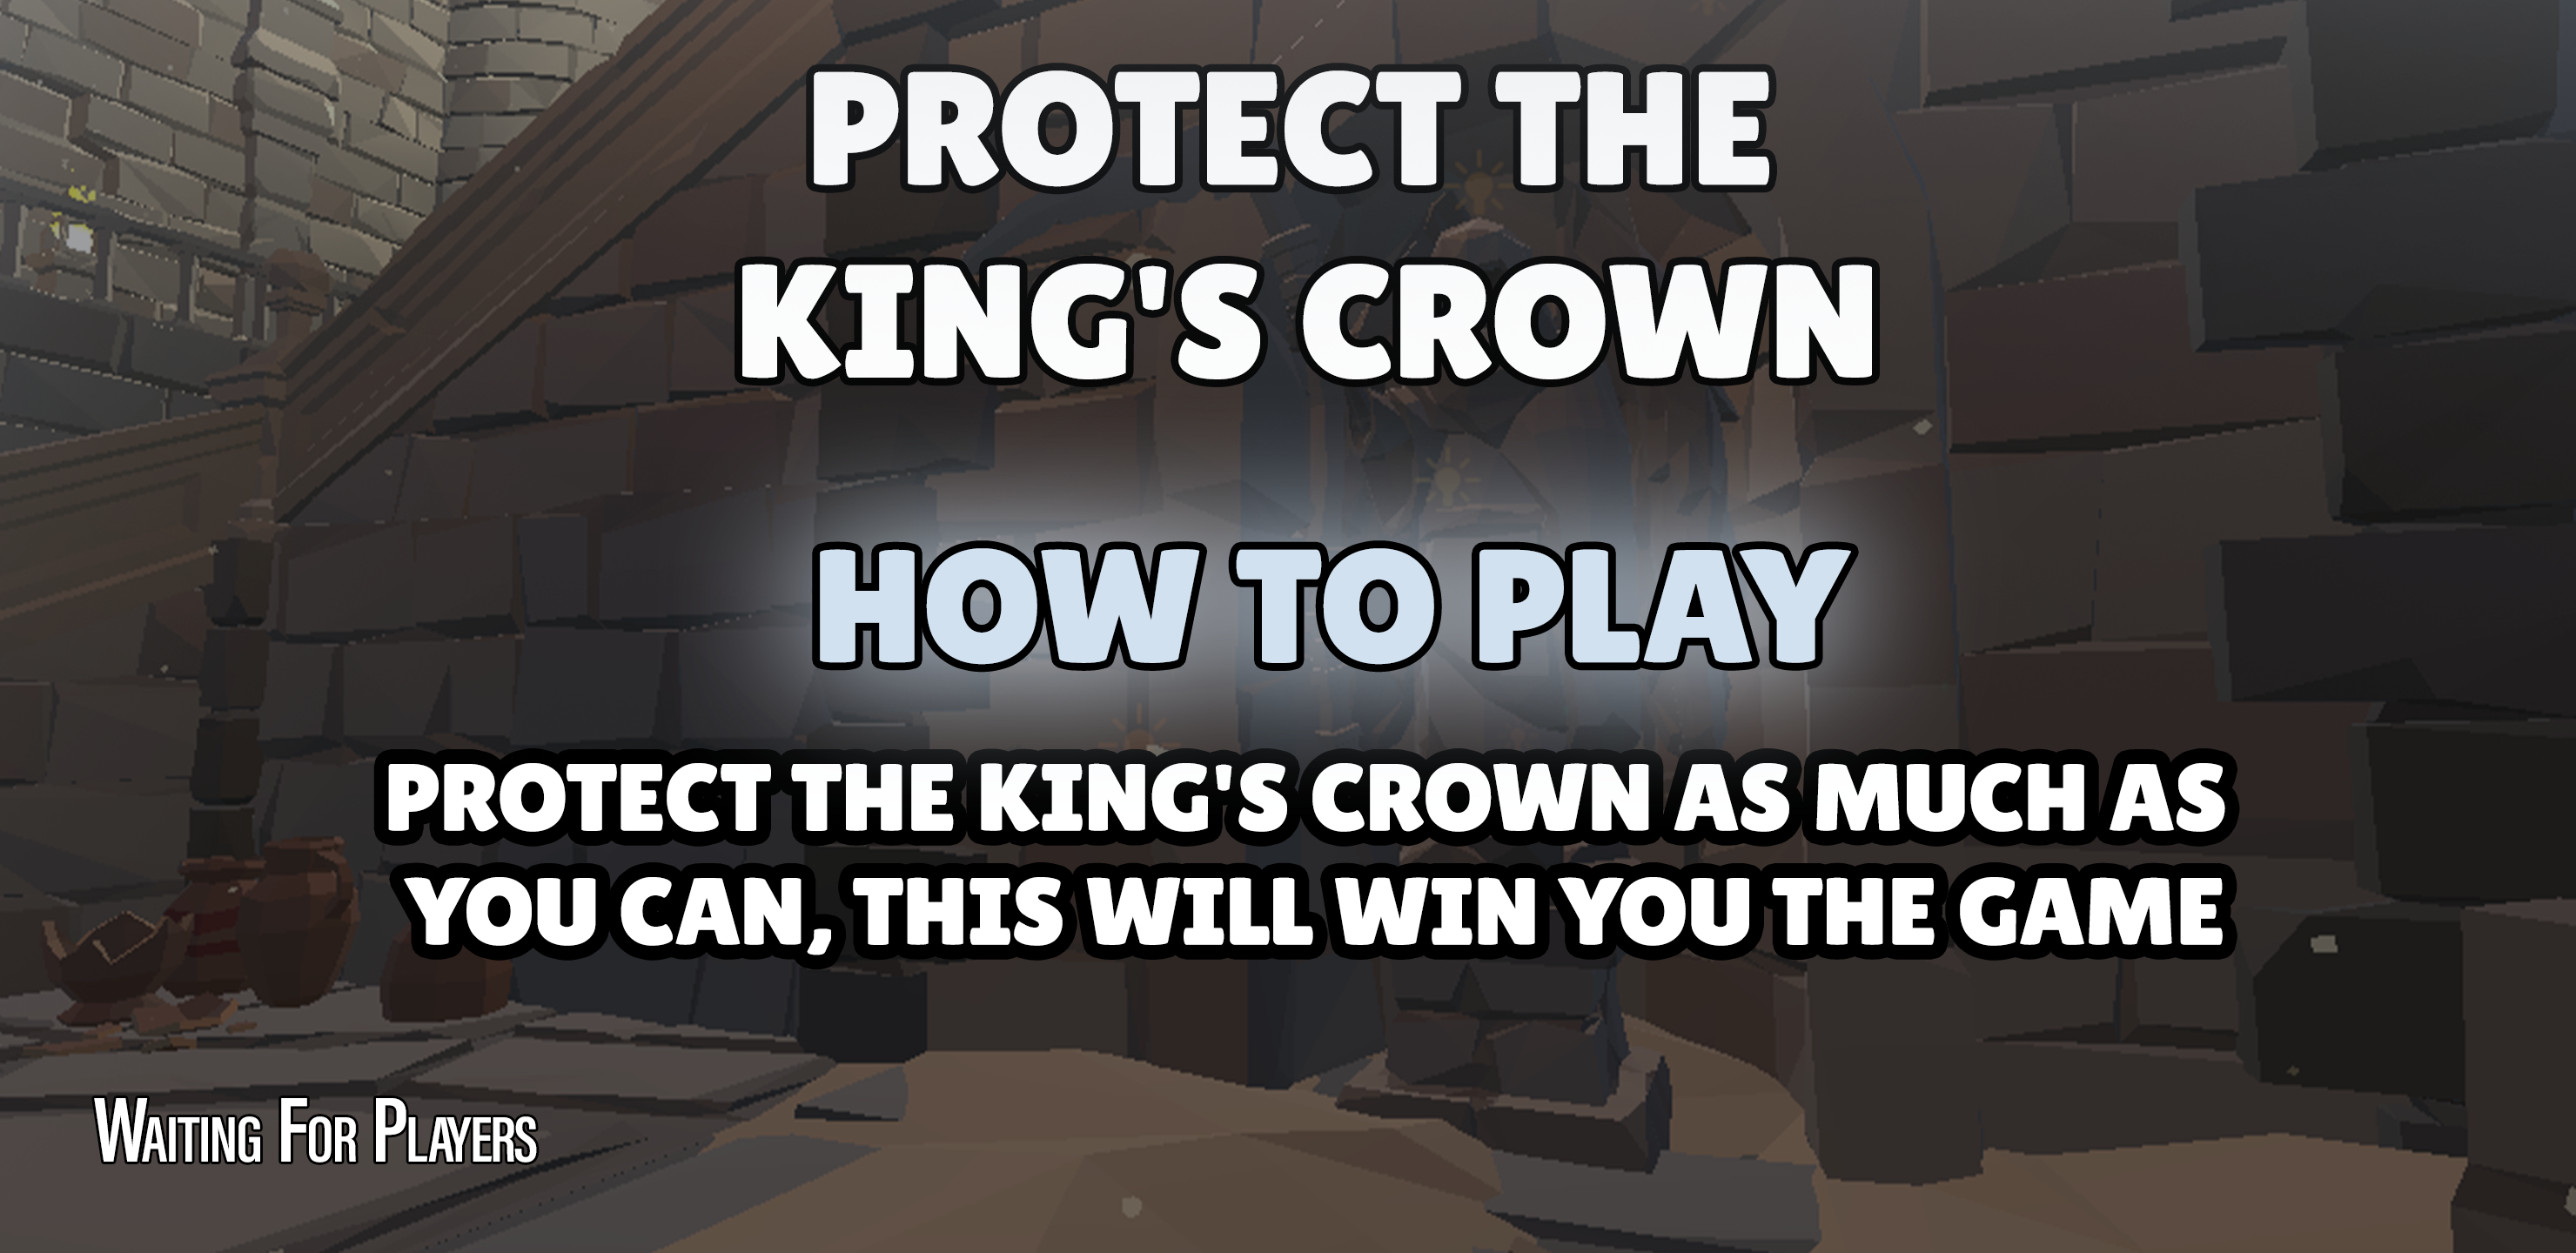 PROTECT THE
KING'S CROWN
HOW TO PLAY
PROTECT THE KING'S CROWN AS MUCH AS
YOU CAN, THIS WILL WIN YOU THE GAME
WAITING FOR PLAYERS